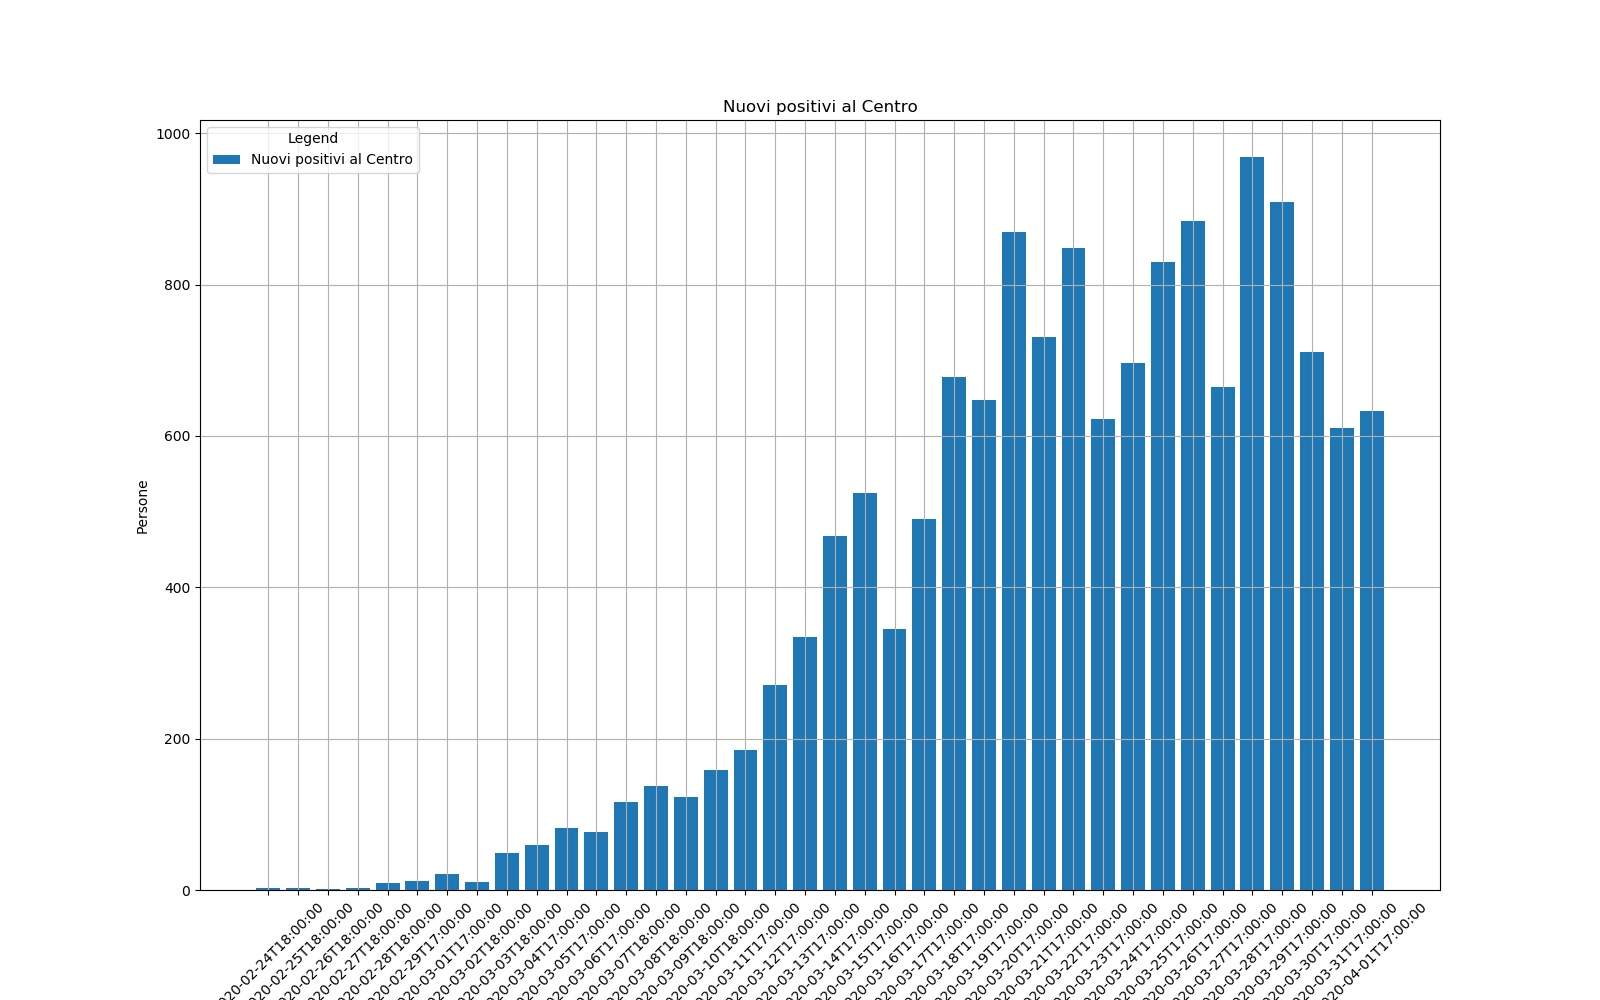 Nuovi positivi al Centro
Legend
Nuovi positivi al Centro
1000
800
600
400
200
0
Persone
020-02-24T18:00:00
020-02-25T18:00:00
020-02-26T18:00:00
020-02-27T18:00:00
020-02-28T18:00:00
020-02-29T17:00:00
020-03-01T17:00:00
020-03-02T18:00:00
020-03-03T18:00:00
020-03-04T17:00:00
020-03-05T17:00:00
020-03-06T17:00:00
020-03-07T18:00:00
020-03-08T18:00:00
020-03-09T18:00:00
020-03-10T18:00:00
020-03-11T17:00:00
020-03-12T17:00:00
020-03-13T17:00:00
020-03-14T17:00:00
020-03-15T17:00:00
020-03-16T17:00:00
020-03-17T17:00:00
020-03-18T17:00:00
020-03-19T17:00:00
020-03-20T17:00:00
020-03-21T17:00:00
020-03-22T17:00:00
020-03-23T17:00:00
020-03-24T17:00:00
020-03-25T17:00:00
020-03-26T17:00:00
020-03-27T17:00:00
020-03-28T17:00:00
020-03-29T17:00:00
020-03-30T17:00:00
020-03-31T17:00:00
020-04-01T17:00:00